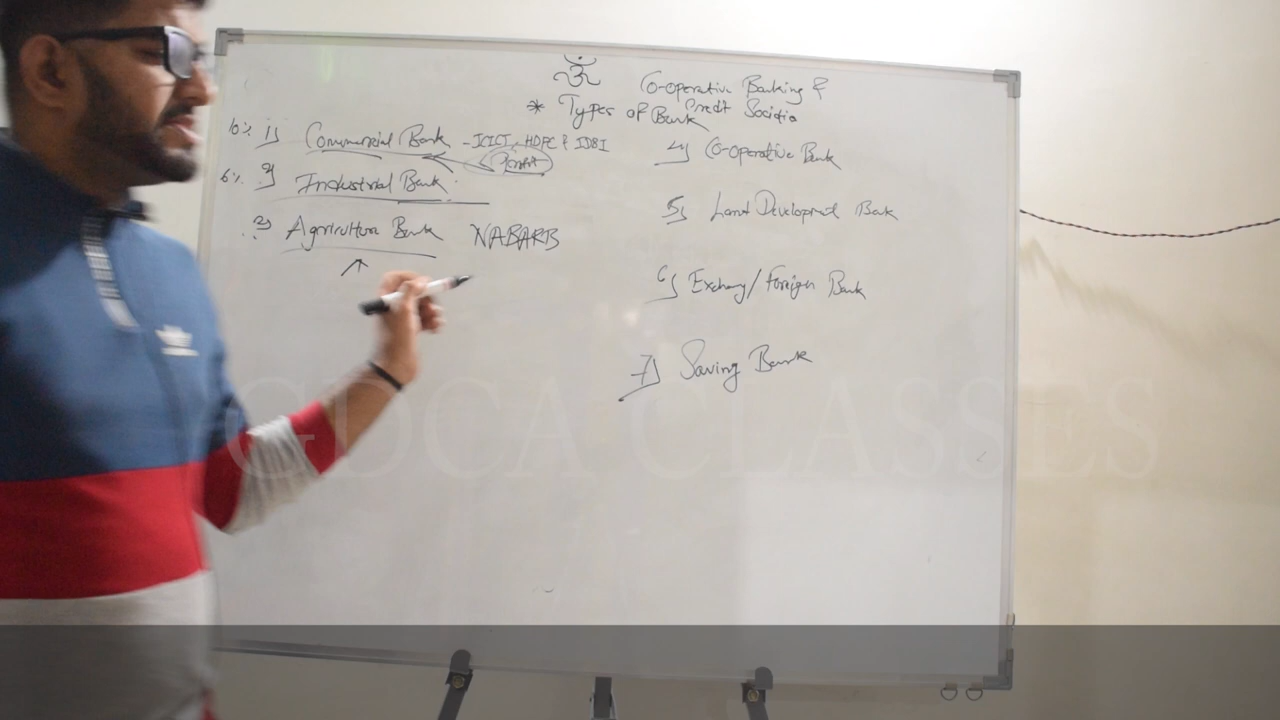 ॐ
Co-operative Banking &
Credit Societies
* Types of Bank
10% 1) Commercial Bank - ICICI, HDFC & IDBI
Profit
6% 2) Industrial Bank
3) Agriculture Bank NABARB
4) Co-operative Bank
5) Land Development Bank
6) Exchang/Foreign Bank
7) Saving Bank
GDCA CLASSES